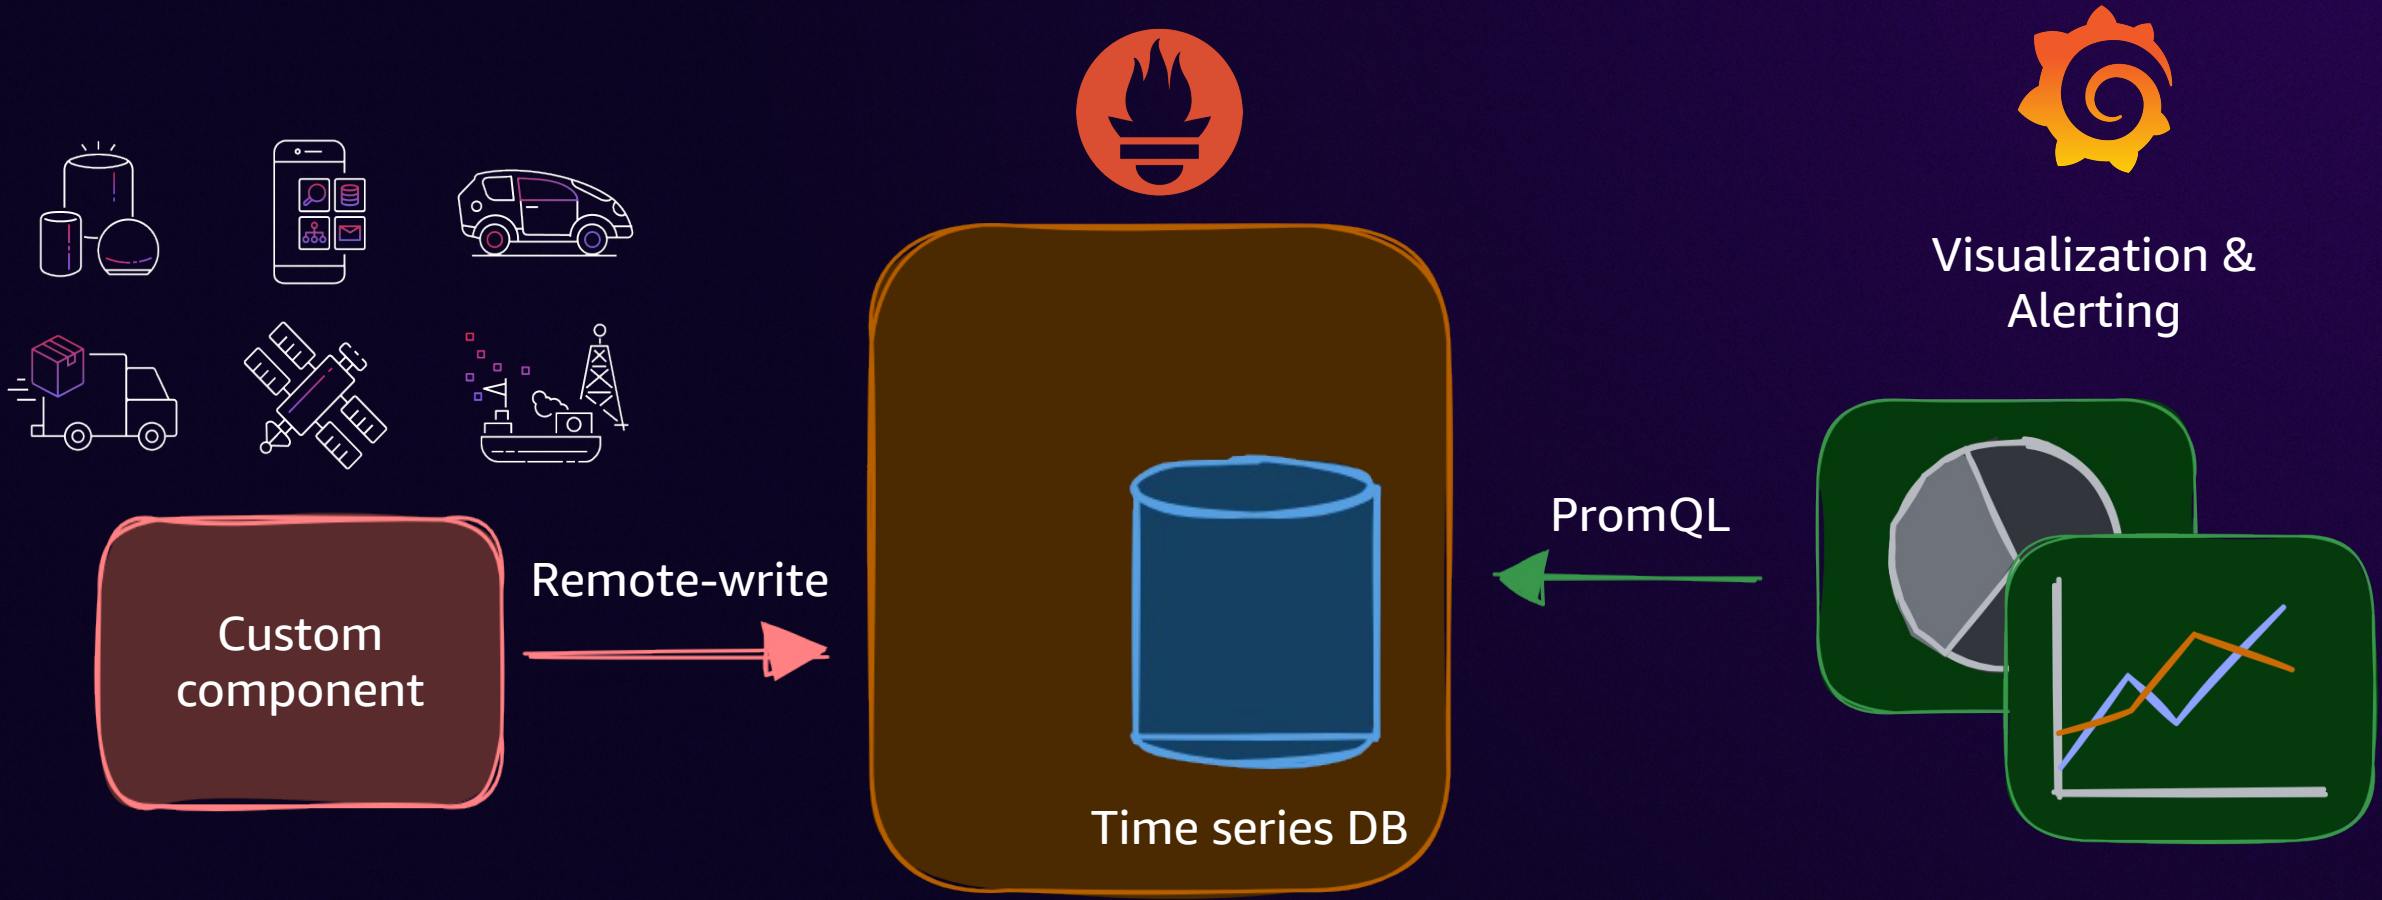 Visualization &
Alerting
PromQL
Remote-write
Custom
component
Time series DB